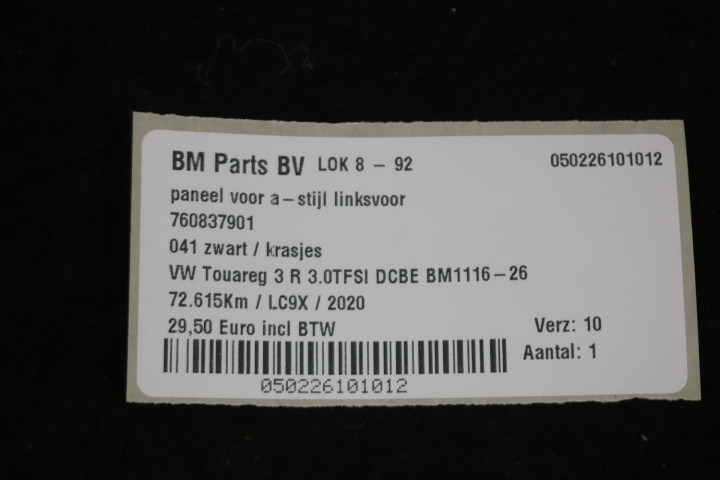 BM Parts BV LOK 8 - 92 050226101012
paneel voor a-stijl linksvoor
760837901
041 zwart / krasjes
VW Touareg 3 R 3.0TFSI DCBE BM1116-26
72.615Km / LC9X / 2020
29,50 Euro incl BTW Verz: 10
Aantal: 1
050226101012